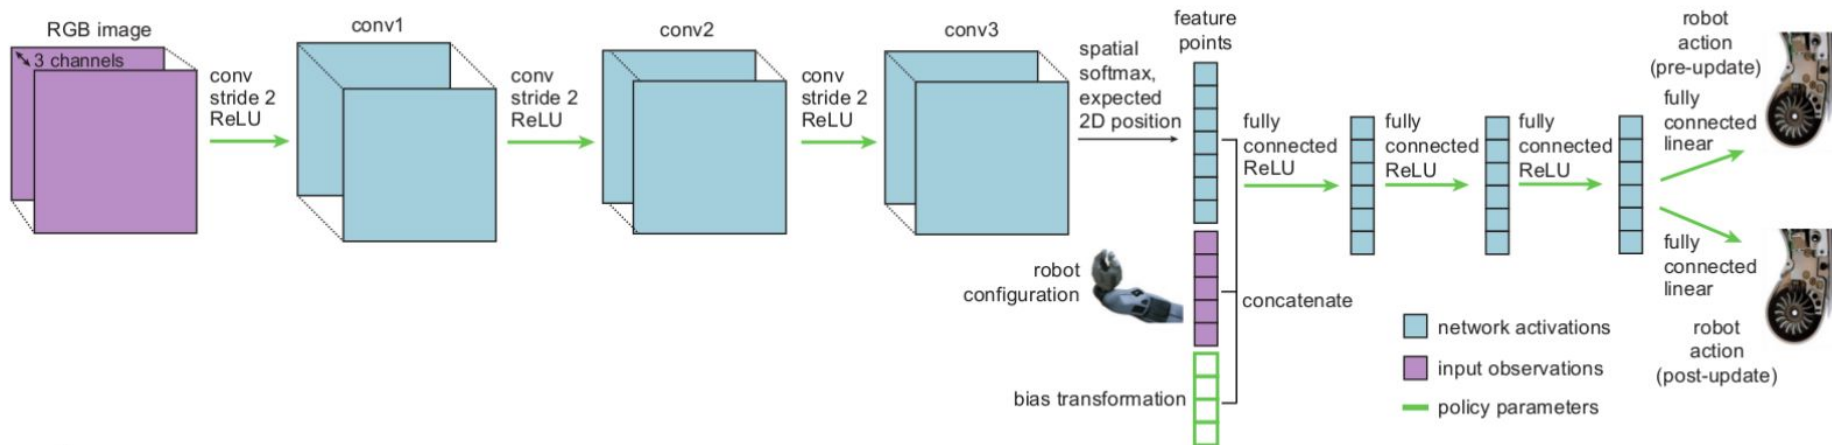 RGB image
3 channels
conv
stride 2
ReLU
conv1
conv
stride 2
ReLU
conv2
conv
stride 2
ReLU
conv3
spatial
softmax,
expected
2D position
feature
points
robot
configuration
bias transformation
concatenate
fully
connected
ReLU
fully
connected
ReLU
fully
connected
ReLU
fully
connected
linear
robot
action
(pre-update)
fully
connected
linear
robot
action
(post-update)
network activations
input observations
policy parameters